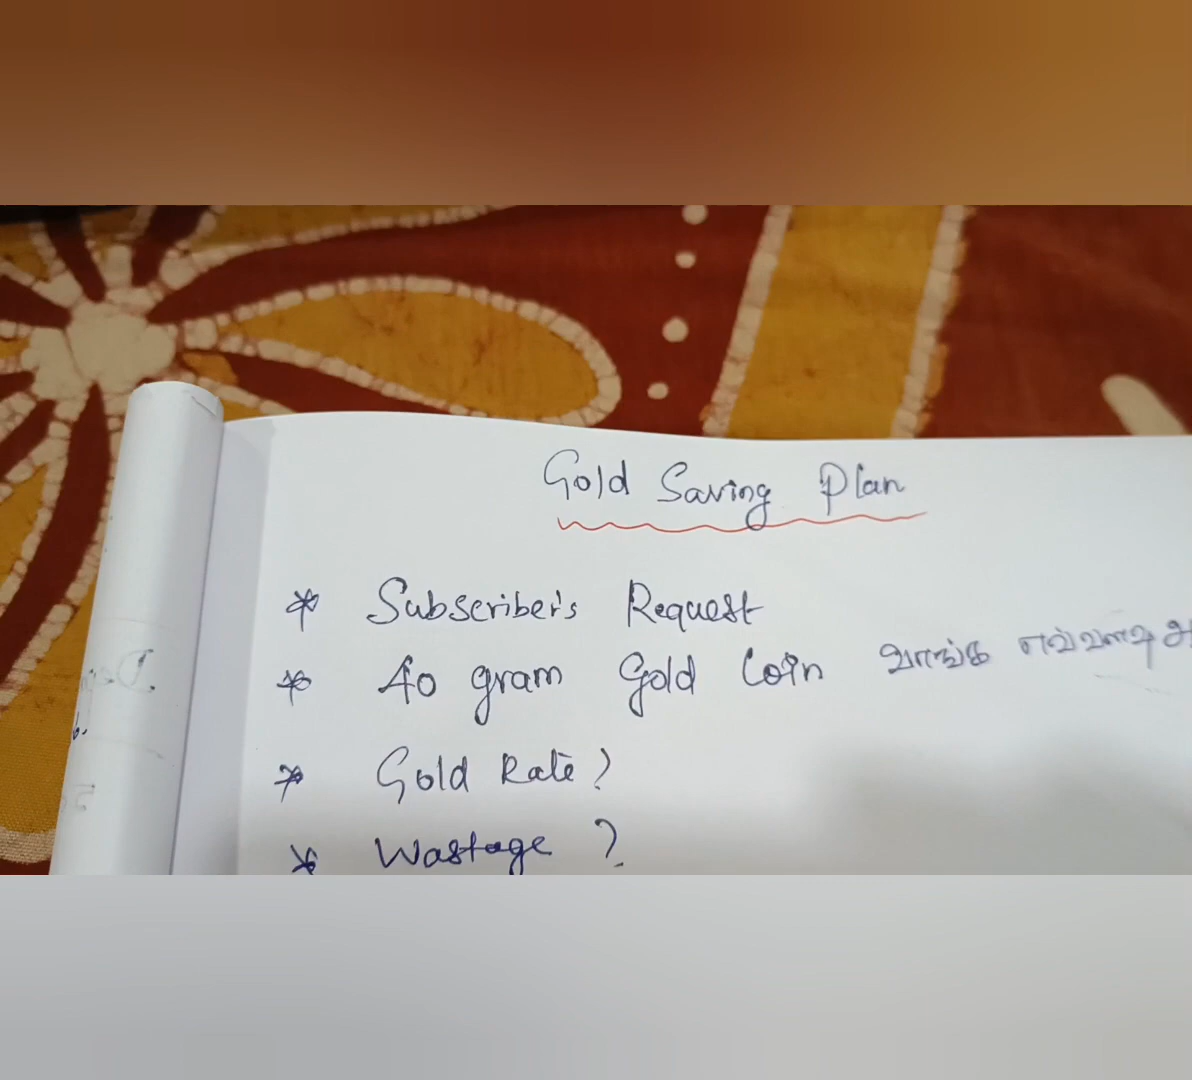 Gold Saving Plan
* Subscriber's Request
* 40 gram Gold Coin வாங்க எவ்வளவு
* Gold Rate?
* Wastage ?